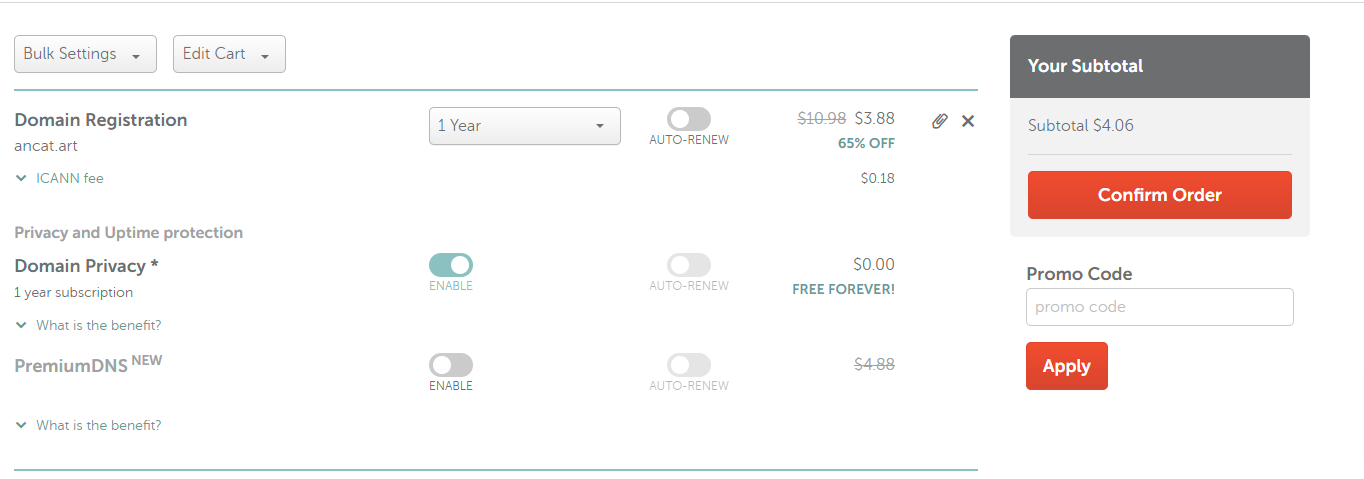 Bulk Settings
Edit Cart
Domain Registration
ancat.art
1 Year
AUTO-RENEW
$10.98 $3.88
65% OFF
ICANN fee
$0.18
Privacy and Uptime protection
Domain Privacy *
1 year subscription
ENABLE
AUTO-RENEW
$0.00
FREE FOREVER!
What is the benefit?
PremiumDNS NEW
ENABLE
AUTO-RENEW
$4.88
What is the benefit?
Your Subtotal
Subtotal $4.06
Confirm Order
Promo Code
promo code
Apply